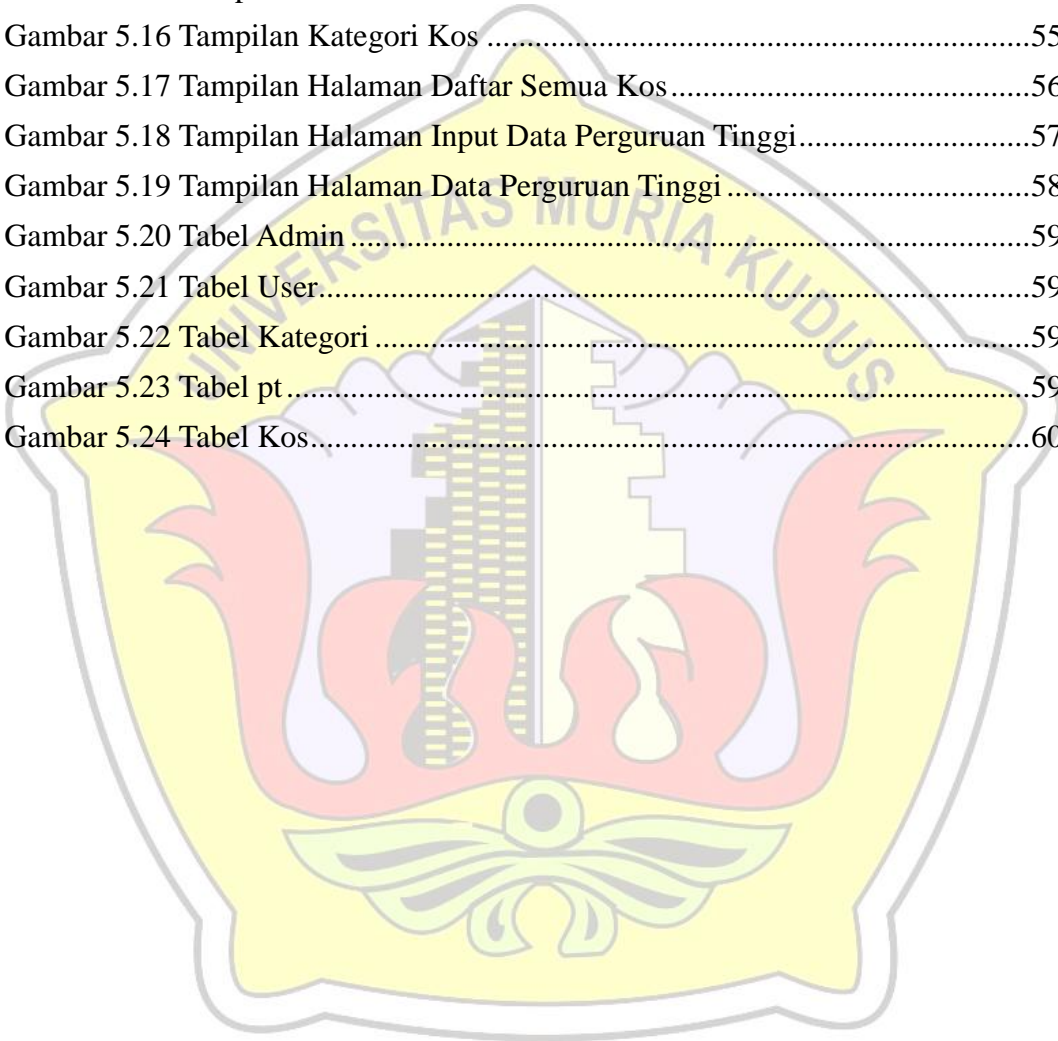 Gambar 5.16 Tampilan Kategori Kos ..................................................................55
Gambar 5.17 Tampilan Halaman Daftar Semua Kos............................................56
Gambar 5.18 Tampilan Halaman Input Data Perguruan Tinggi............................57
Gambar 5.19 Tampilan Halaman Data Perguruan Tinggi .....................................58
Gambar 5.20 Tabel Admin ...................................................................................59
Gambar 5.21 Tabel User.......................................................................................59
Gambar 5.22 Tabel Kategori ................................................................................59
Gambar 5.23 Tabel pt ...........................................................................................59
Gambar 5.24 Tabel Kos........................................................................................60
UNIVERSITAS MURIA KUDUS